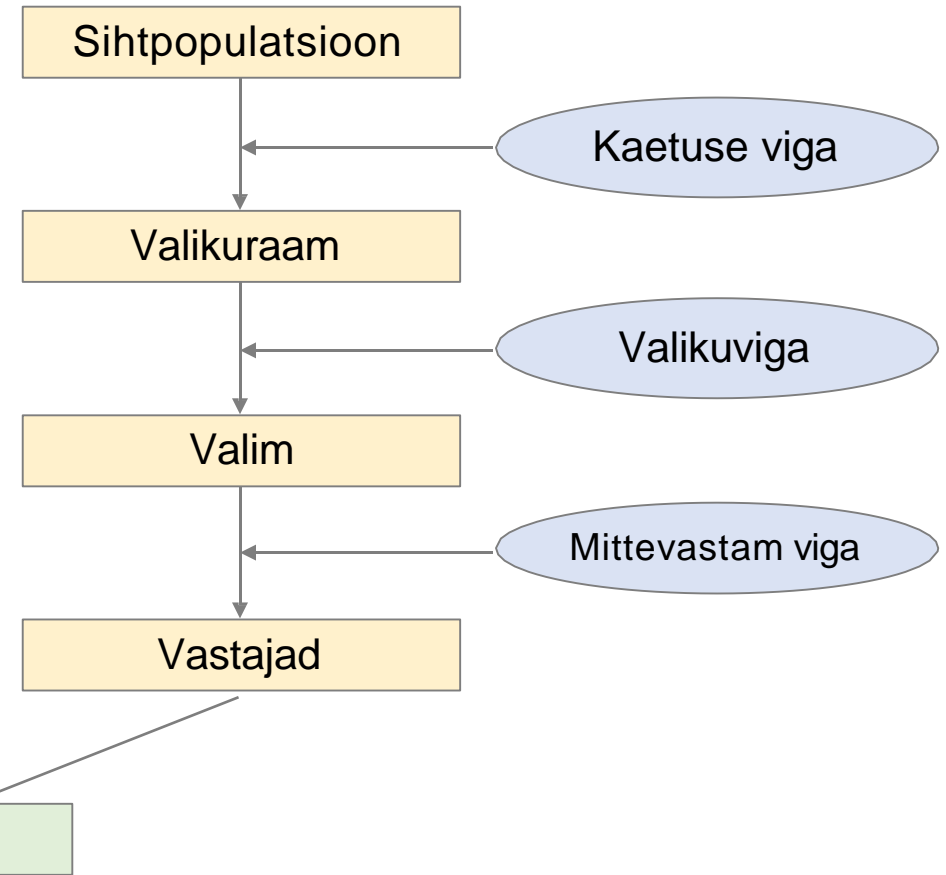 Sihtpopulatsioon
Kaetuse viga
Valikuraam
Valikuviga
Valim
Mittevastam viga
Vastajad